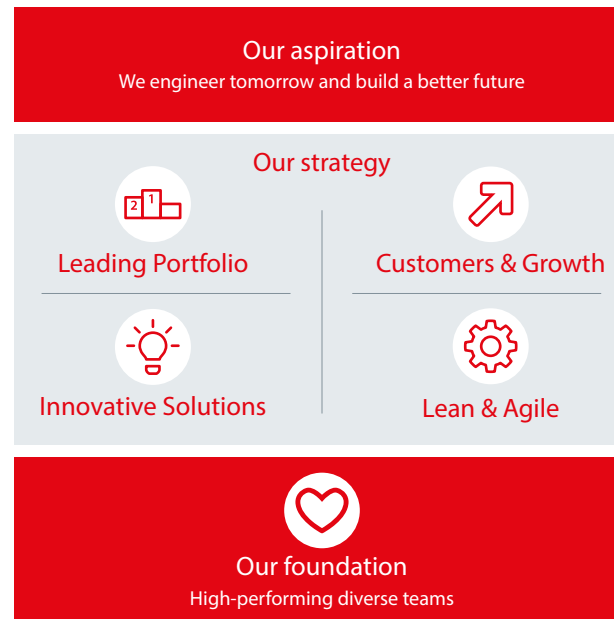 Our aspiration
We engineer tomorrow and build a better future
Our strategy
2 1
Leading Portfolio
Customers & Growth
Innovative Solutions
Lean & Agile
Our foundation
High-performing diverse teams